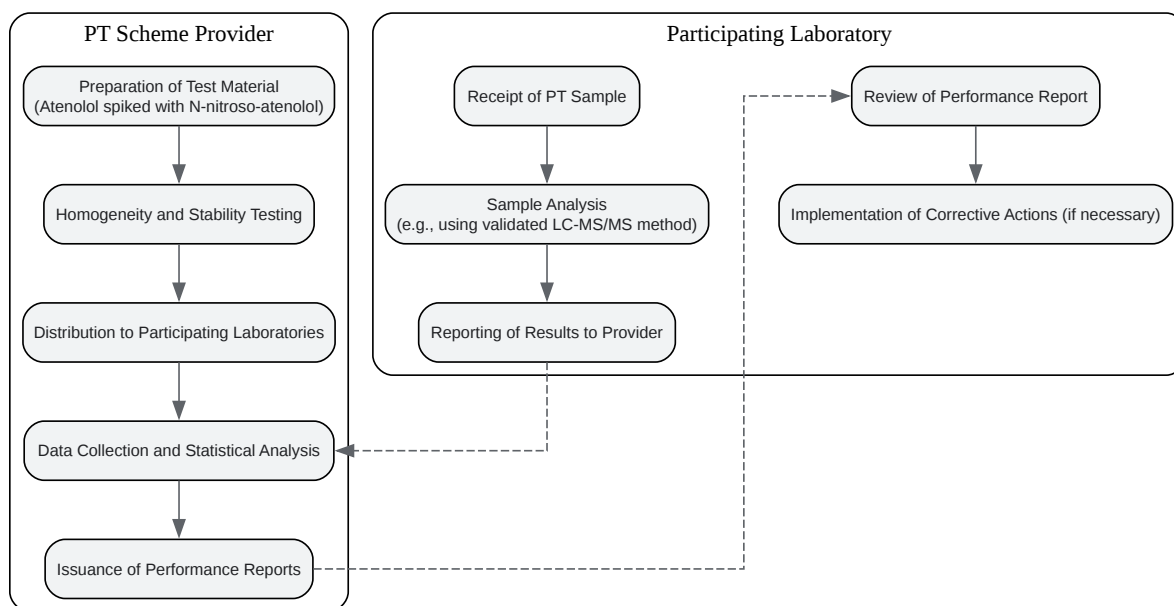 PT Scheme Provider
Preparation of Test Material
(Atenolol spiked with N-nitroso-atenolol)
Homogeneity and Stability Testing
Distribution to Participating Laboratories
Data Collection and Statistical Analysis
Issuance of Performance Reports
Participating Laboratory
Receipt of PT Sample
Sample Analysis
(e.g., using validated LC-MS/MS method)
Reporting of Results to Provider
Review of Performance Report
Implementation of Corrective Actions (if necessary)